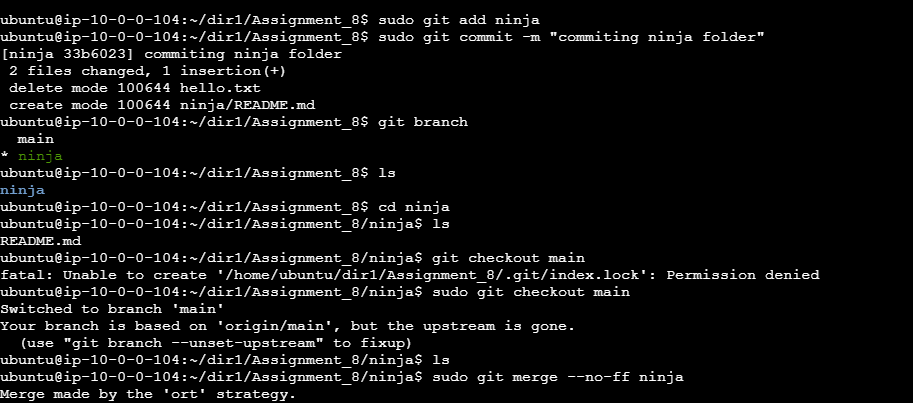 ubuntu@ip-10-0-0-104:~/dir1/Assignment_8$ sudo git add ninja
ubuntu@ip-10-0-0-104:~/dir1/Assignment_8$ sudo git commit -m "commiting ninja folder"
[ninja 33b6023] commiting ninja folder
 2 files changed, 1 insertion(+)
 delete mode 100644 hello.txt
 create mode 100644 ninja/README.md
ubuntu@ip-10-0-0-104:~/dir1/Assignment_8$ git branch
  main
* ninja
ubuntu@ip-10-0-0-104:~/dir1/Assignment_8$ ls
ninja
ubuntu@ip-10-0-0-104:~/dir1/Assignment_8$ cd ninja
ubuntu@ip-10-0-0-104:~/dir1/Assignment_8/ninja$ ls
README.md
ubuntu@ip-10-0-0-104:~/dir1/Assignment_8/ninja$ git checkout main
fatal: Unable to create '/home/ubuntu/dir1/Assignment_8/.git/index.lock': Permission denied
ubuntu@ip-10-0-0-104:~/dir1/Assignment_8/ninja$ sudo git checkout main
Switched to branch 'main'
Your branch is based on 'origin/main', but the upstream is gone.
  (use "git branch --unset-upstream" to fixup)
ubuntu@ip-10-0-0-104:~/dir1/Assignment_8/ninja$ ls
ubuntu@ip-10-0-0-104:~/dir1/Assignment_8/ninja$ sudo git merge --no-ff ninja
Merge made by the 'ort' strategy.